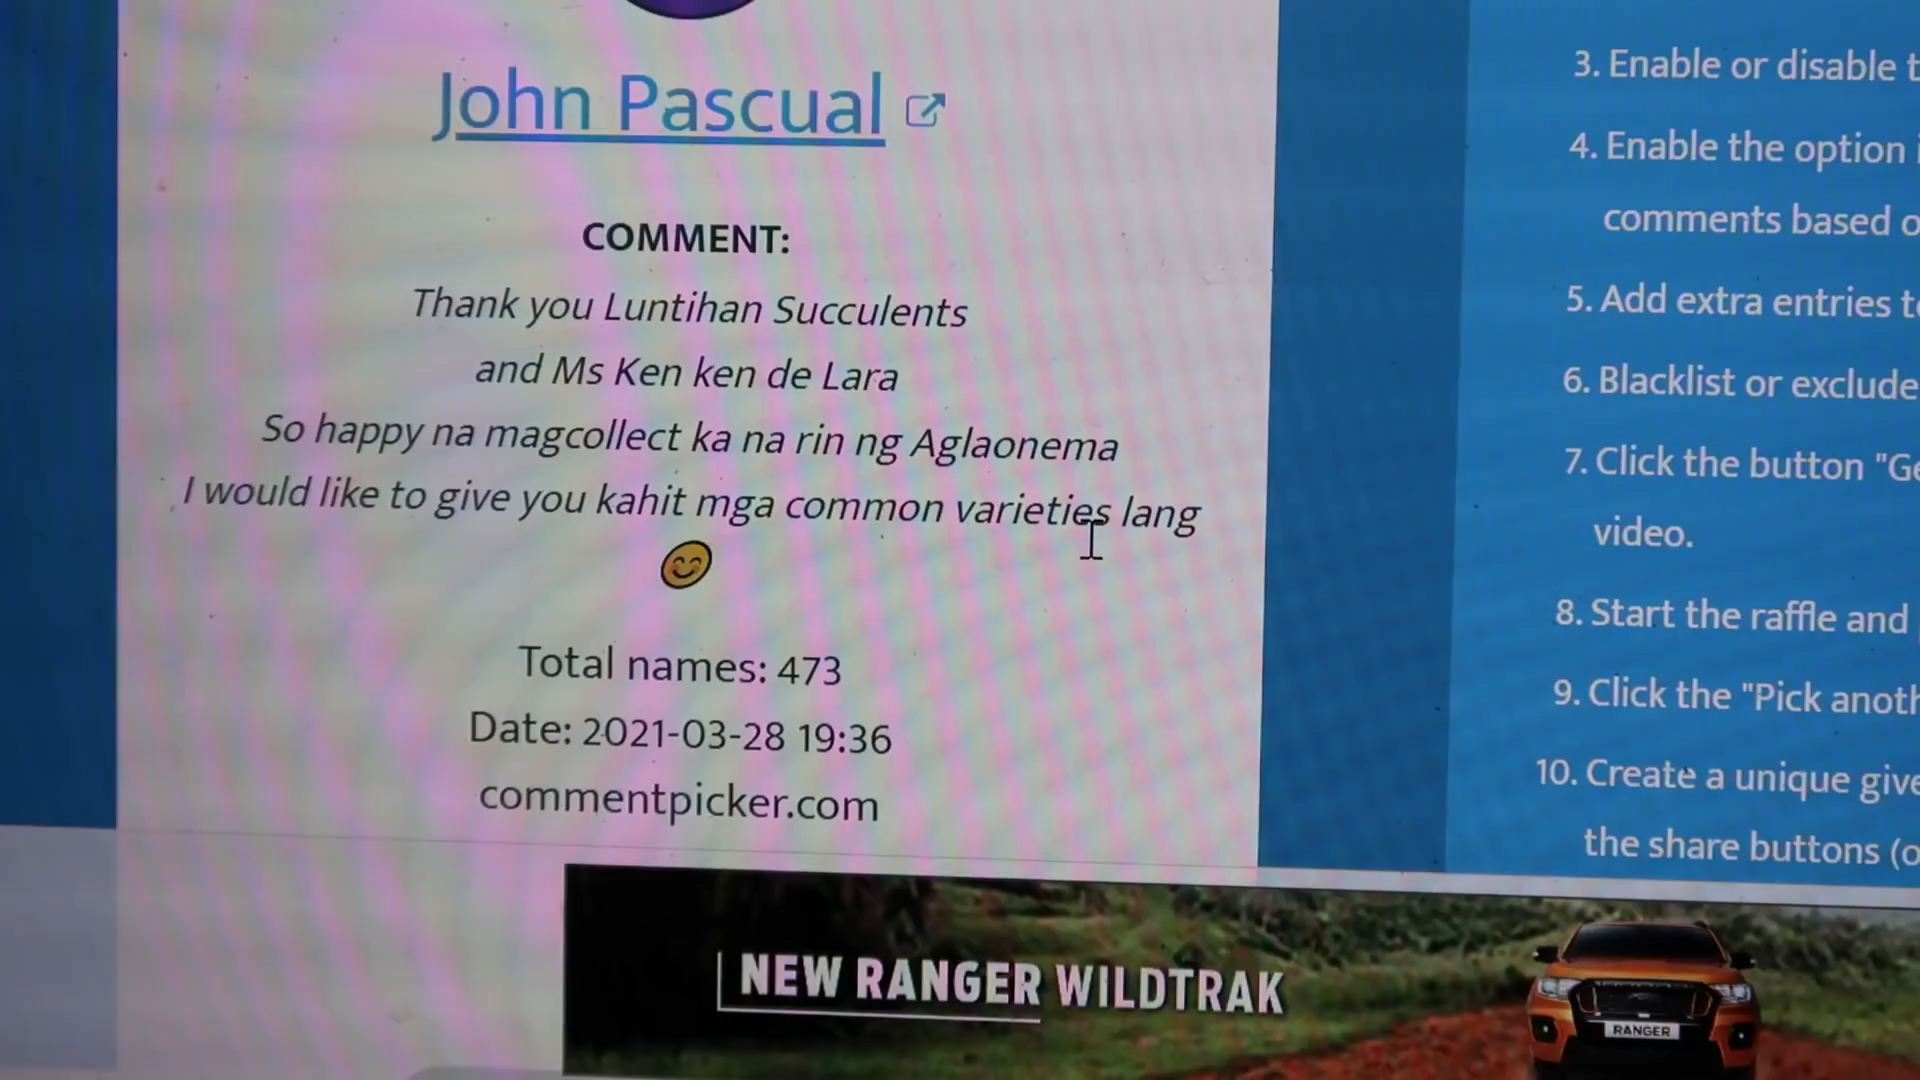 John Pascual
COMMENT:
Thank you Luntihan Succulents
and Ms Ken ken de Lara
So happy na magcollect ka na rin ng Aglaonema
I would like to give you kahit mga common varieties lang
😊
Total names: 473
Date: 2021-03-28 19:36
commentpicker.com
3. Enable or disable t
4. Enable the option i
comments based o
5. Add extra entries to
6. Blacklist or exclude
7. Click the button "Ge
video.
8. Start the raffle and
9. Click the "Pick anoth
10. Create a unique give
the share buttons (o
NEW RANGER WILDTRAK
RANGER